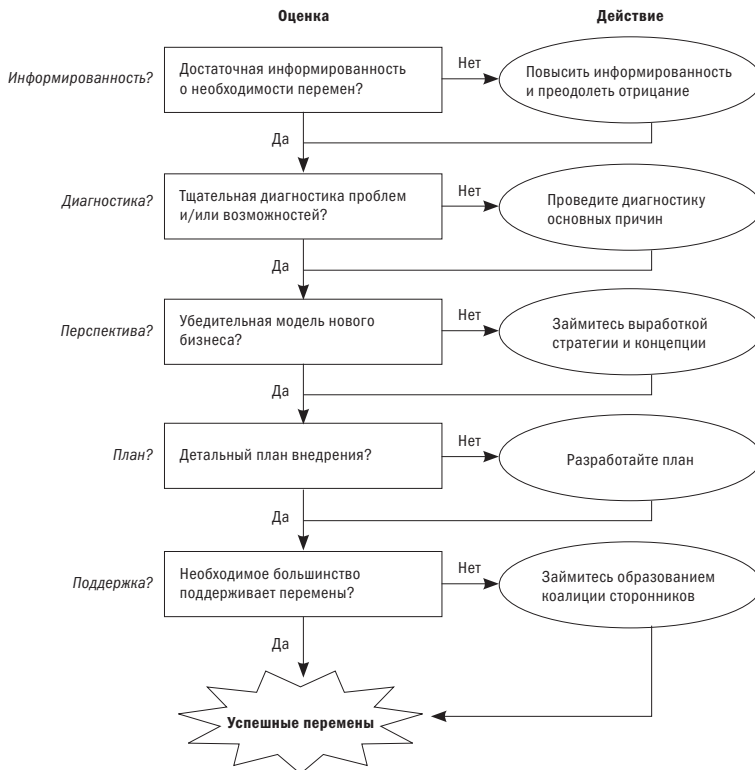 Оценка
Действие
Информированность?
Достаточная информированность
о необходимости перемен?
Нет
Повысить информированность
и преодолеть отрицание
Да
Диагностика?
Тщательная диагностика проблем
и/или возможностей?
Нет
Проведите диагностику
основных причин
Да
Перспектива?
Убедительная модель нового
бизнеса?
Нет
Займитесь выработкой
стратегии и концепции
Да
План?
Детальный план внедрения?
Нет
Разработайте план
Да
Поддержка?
Необходимое большинство
поддерживает перемены?
Нет
Займитесь образованием
коалиции сторонников
Да
Успешные перемены